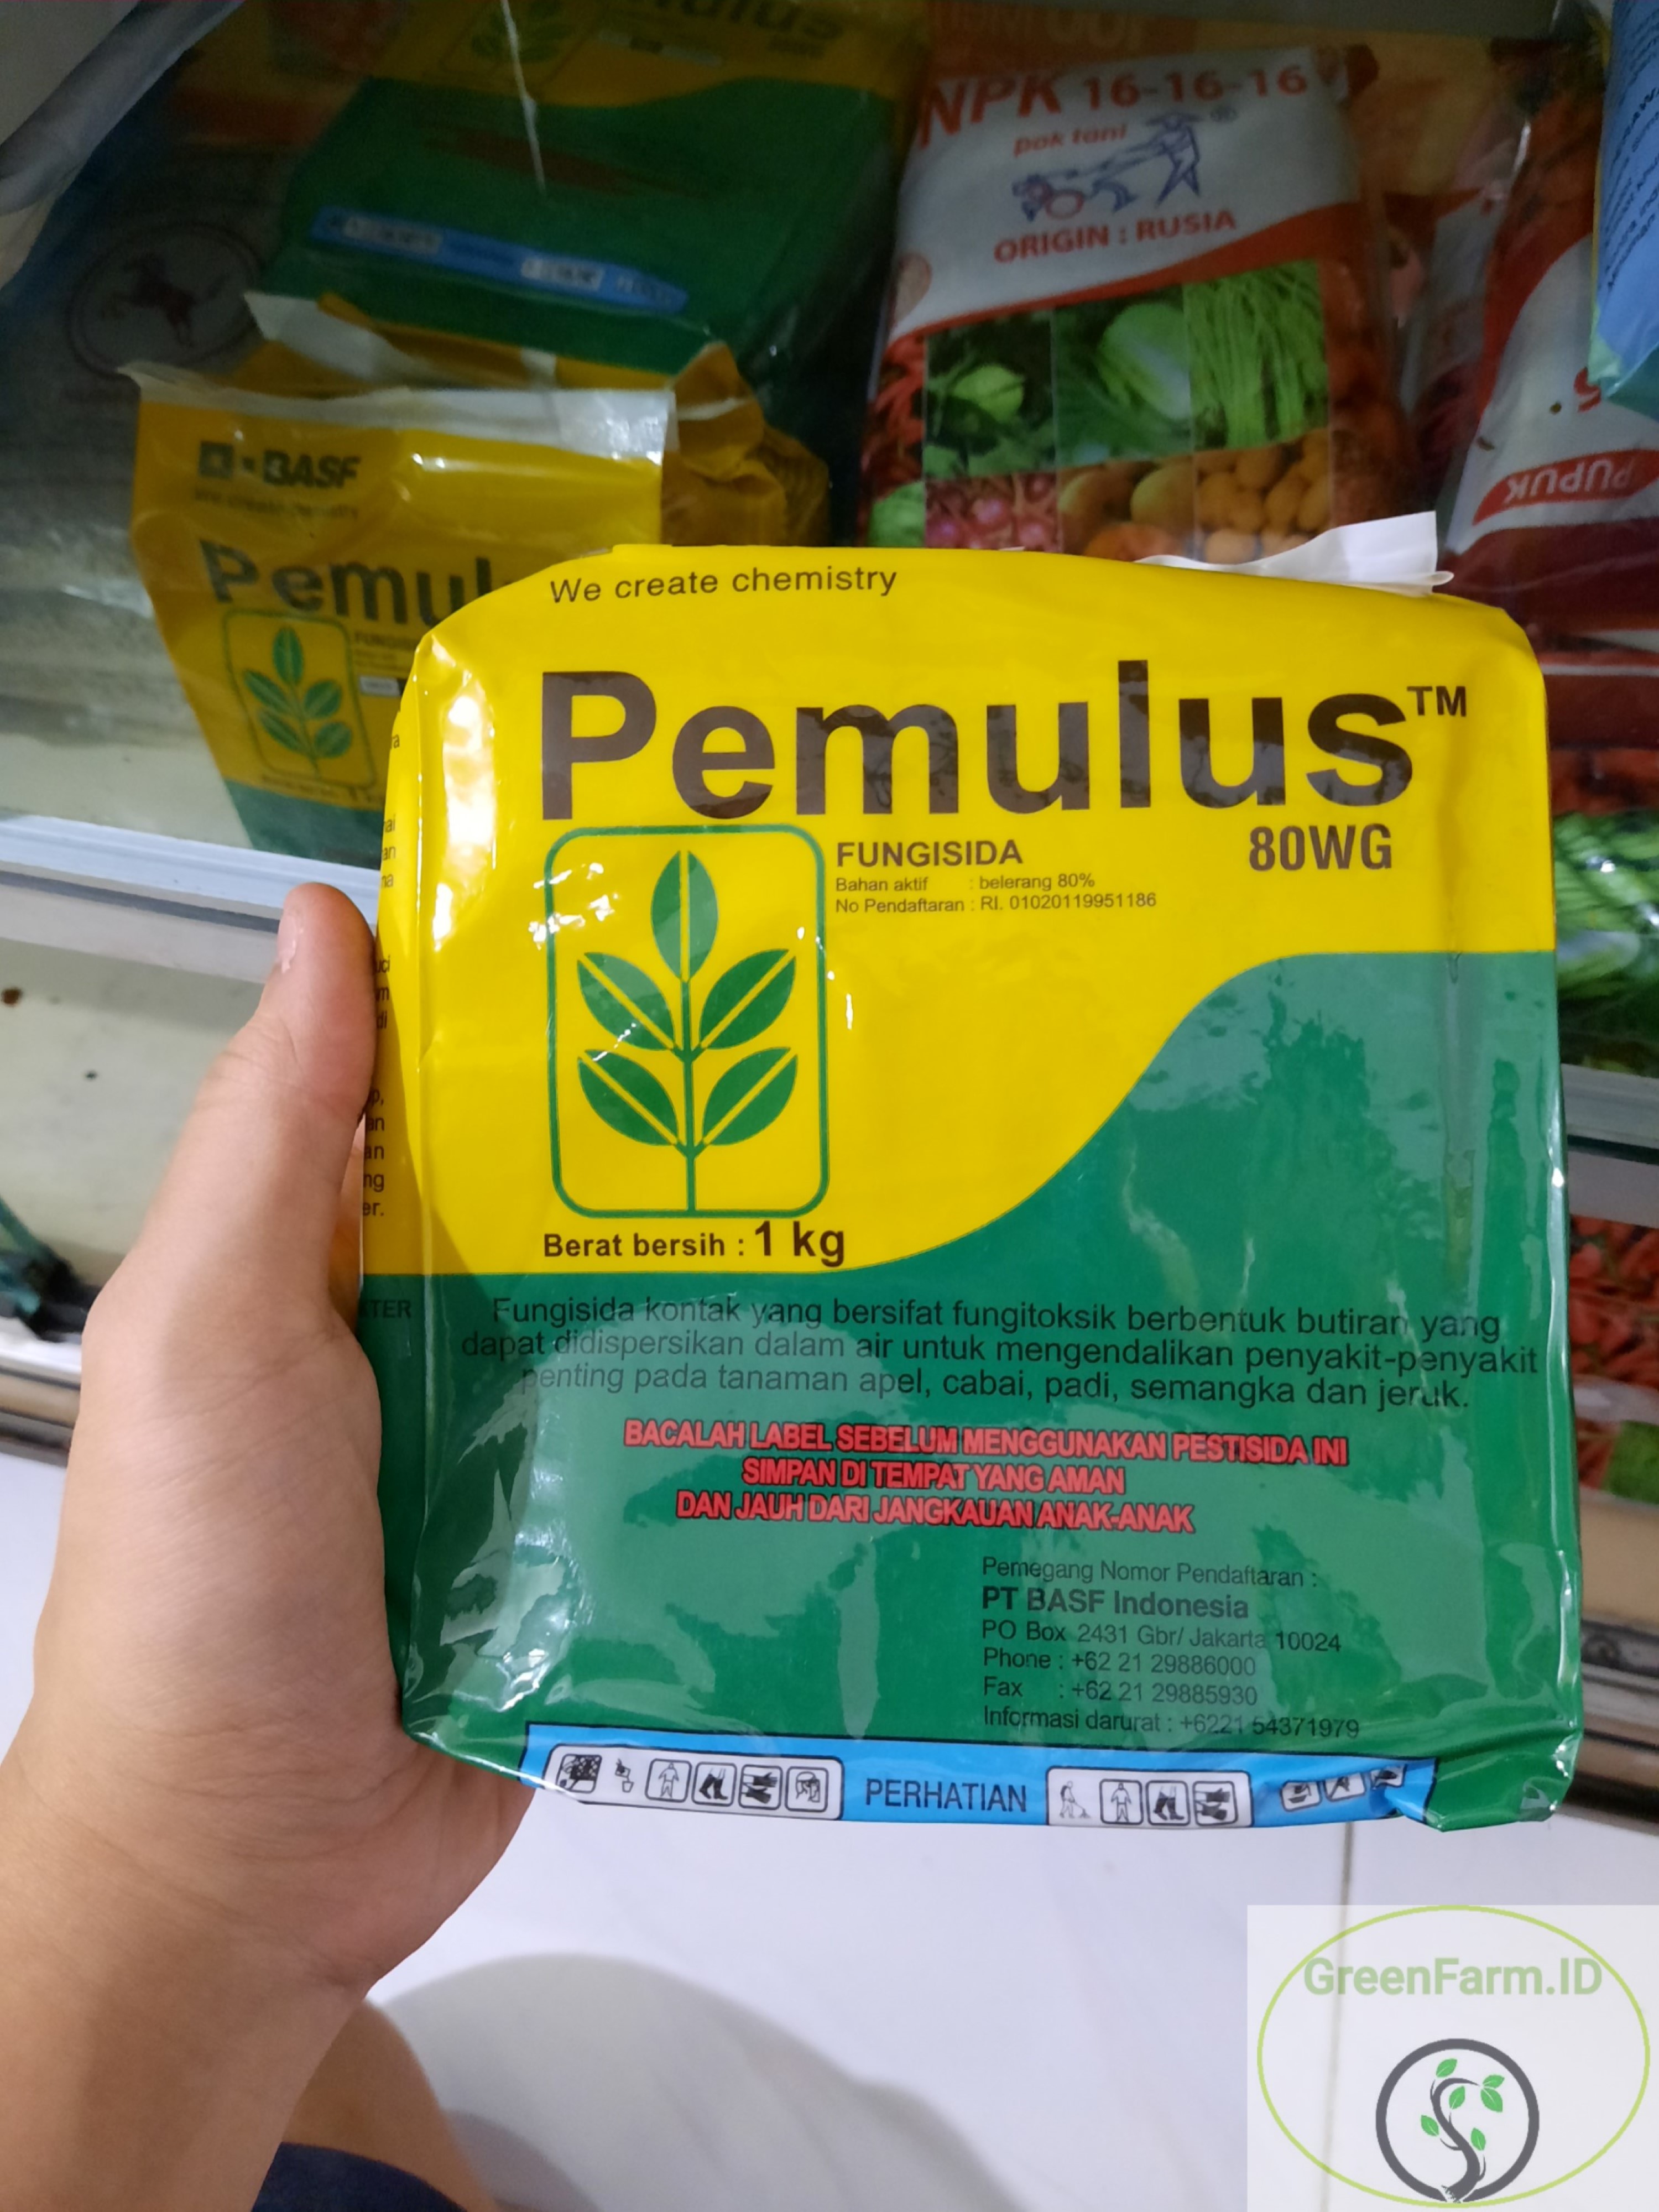 NPK 16-16-16
pak tani
ORIGIN : RUSIA
PUPUK
BASF
We create chemistry
Pemulus™
80WG
FUNGISIDA
Bahan aktif : belerang 80%
No Pendaftaran : RI. 01020119951186
Berat bersih : 1 kg
Fungisida kontak yang bersifat fungitoksik berbentuk butiran yang
dapat didispersikan dalam air untuk mengendalikan penyakit-penyakit
penting pada tanaman apel, cabai, padi, semangka dan jeruk.
BACALAH LABEL SEBELUM MENGGUNAKAN PESTISIDA INI
SIMPAN DI TEMPAT YANG AMAN
DAN JAUH DARI JANGKAUAN ANAK-ANAK
Pemegang Nomor Pendaftaran :
PT BASF Indonesia
PO Box 2431 Gbr/ Jakarta 10024
Phone : +62 21 29886000
Fax : +62 21 29885930
Informasi darurat : +6221 54371979
PERHATIAN
GreenFarm.ID